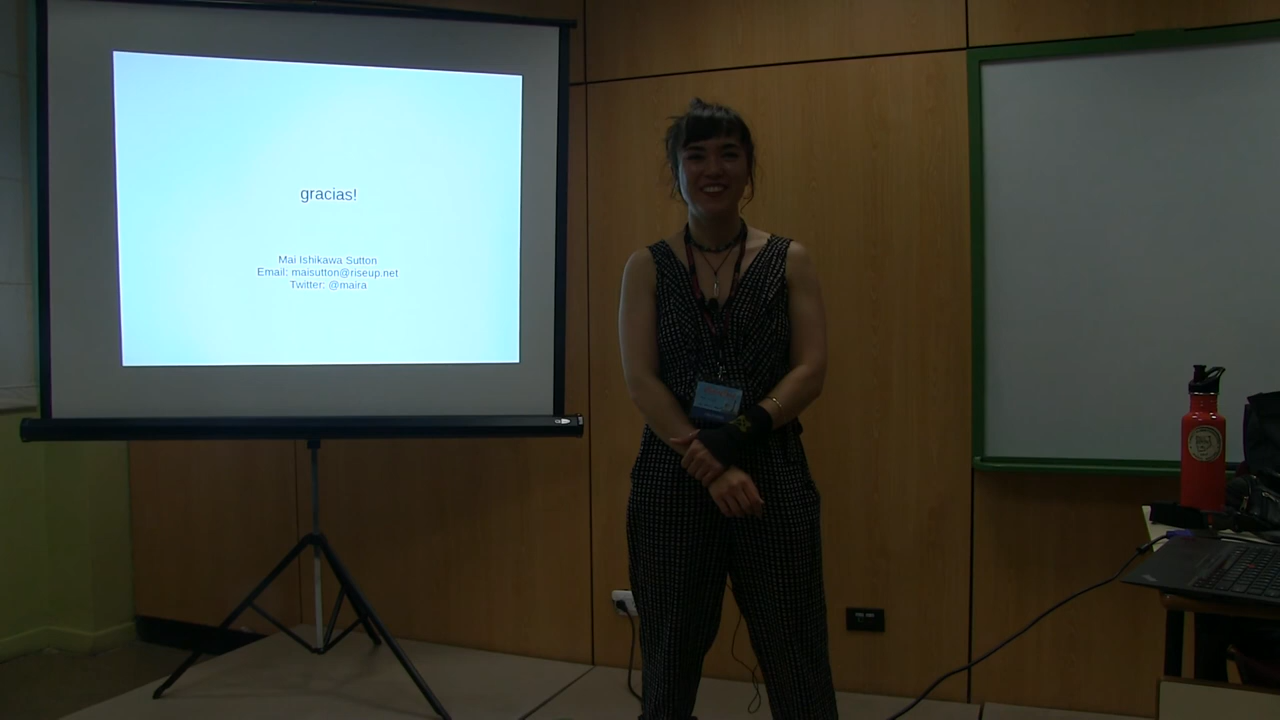 gracias!
Mai Ishikawa Sutton
Email: maisutton@riseup.net
Twitter: @maira